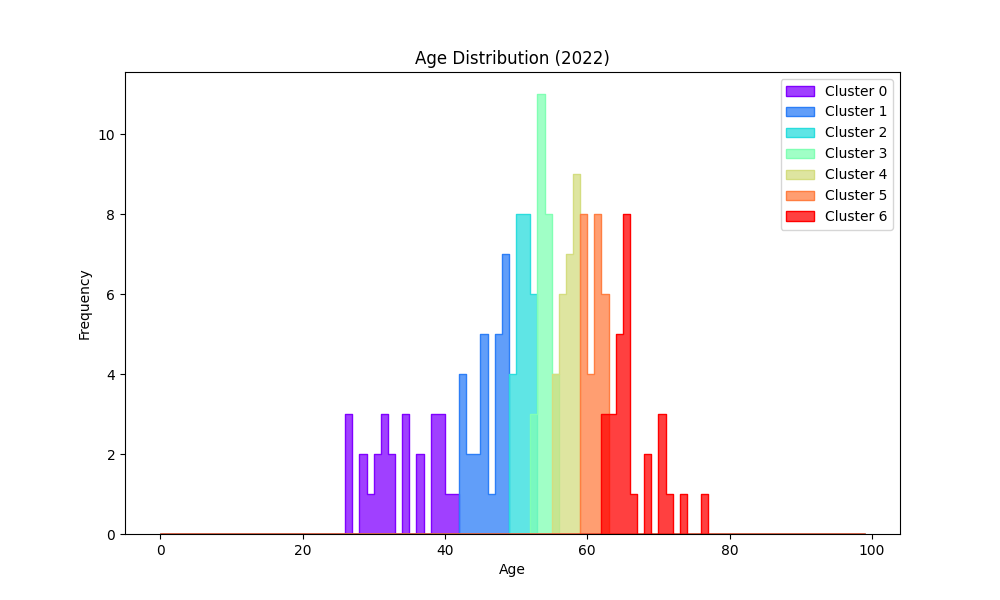 Age Distribution (2022)
Cluster 0
Cluster 1
Cluster 2
Cluster 3
Cluster 4
Cluster 5
Cluster 6
Frequency
10
8
6
4
2
0
0 20 40 60 80 100
Age